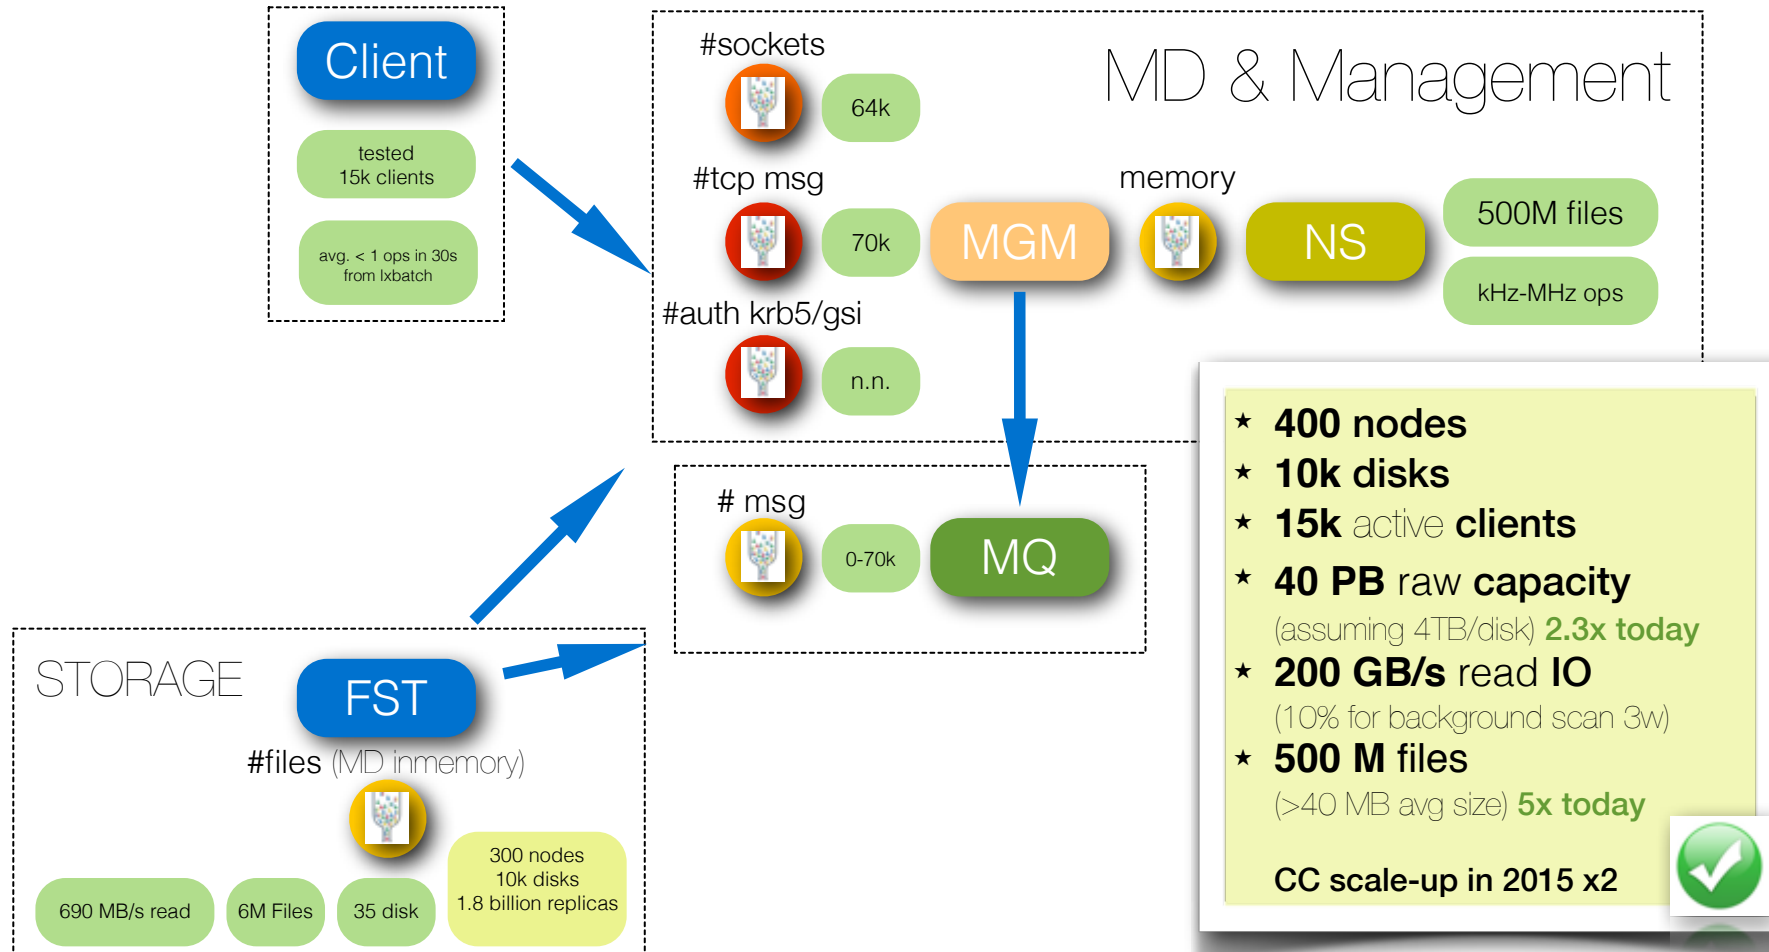 Client
tested
15k clients
avg. < 1 ops in 30s
from lxbatch
MD & Management
#sockets
64k
#tcp msg
70k
MGM
memory
NS
500M files
kHz-MHz ops
#auth krb5/gsi
n.n.
# msg
0-70k
MQ
STORAGE
FST
#files (MD inmemory)
690 MB/s read
6M Files
35 disk
300 nodes
10k disks
1.8 billion replicas
★ 400 nodes
★ 10k disks
★ 15k active clients
★ 40 PB raw capacity
(assuming 4TB/disk) 2.3x today
★ 200 GB/s read IO
(10% for background scan 3w)
★ 500 M files
(>40 MB avg size) 5x today
CC scale-up in 2015 x2